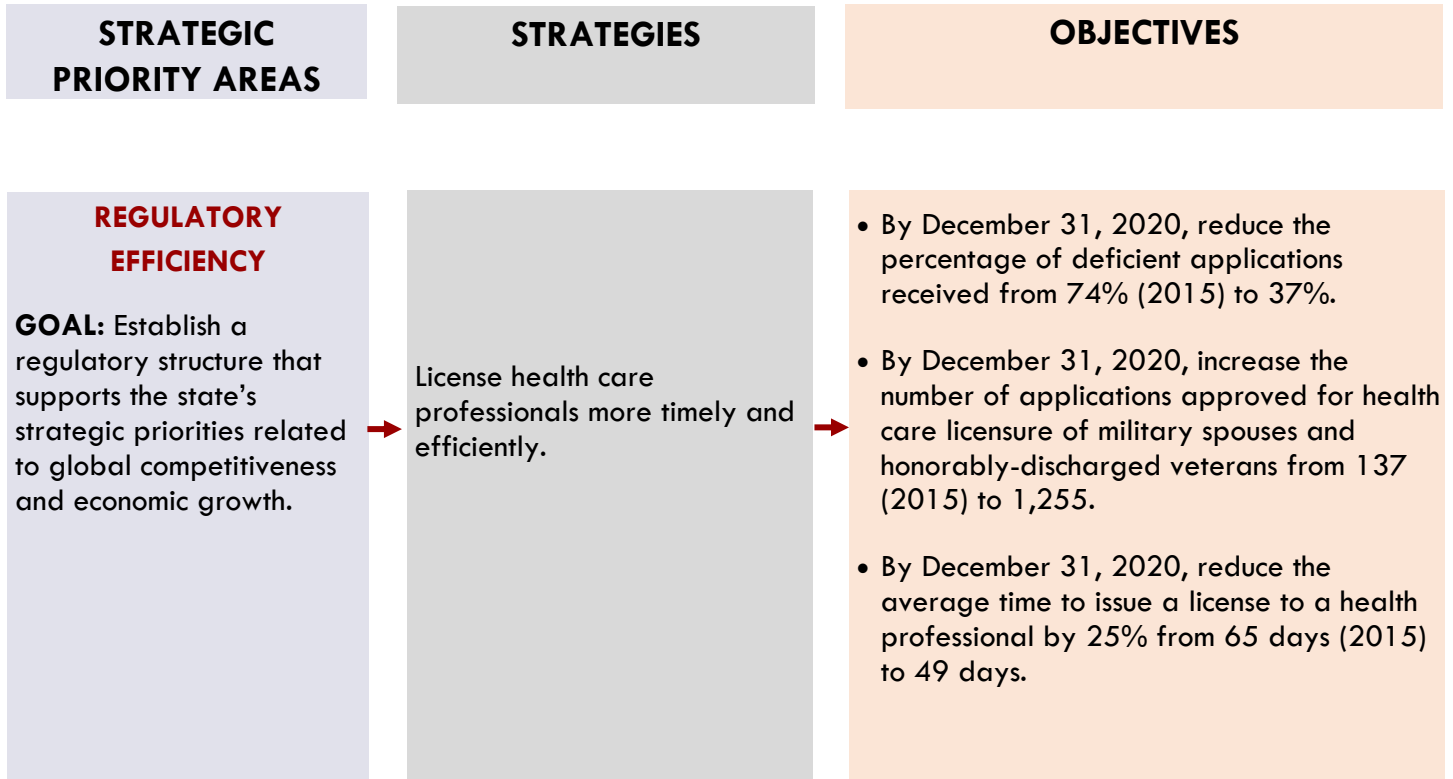 STRATEGIC
PRIORITY AREAS
STRATEGIES
OBJECTIVES
REGULATORY
EFFICIENCY
GOAL: Establish a
regulatory structure that
supports the state’s
strategic priorities related
to global competitiveness
and economic growth.
License health care
professionals more timely and
efficiently.
• By December 31, 2020, reduce the
percentage of deficient applications
received from 74% (2015) to 37%.
• By December 31, 2020, increase the
number of applications approved for health
care licensure of military spouses and
honorably-discharged veterans from 137
(2015) to 1,255.
• By December 31, 2020, reduce the
average time to issue a license to a health
professional by 25% from 65 days (2015)
to 49 days.